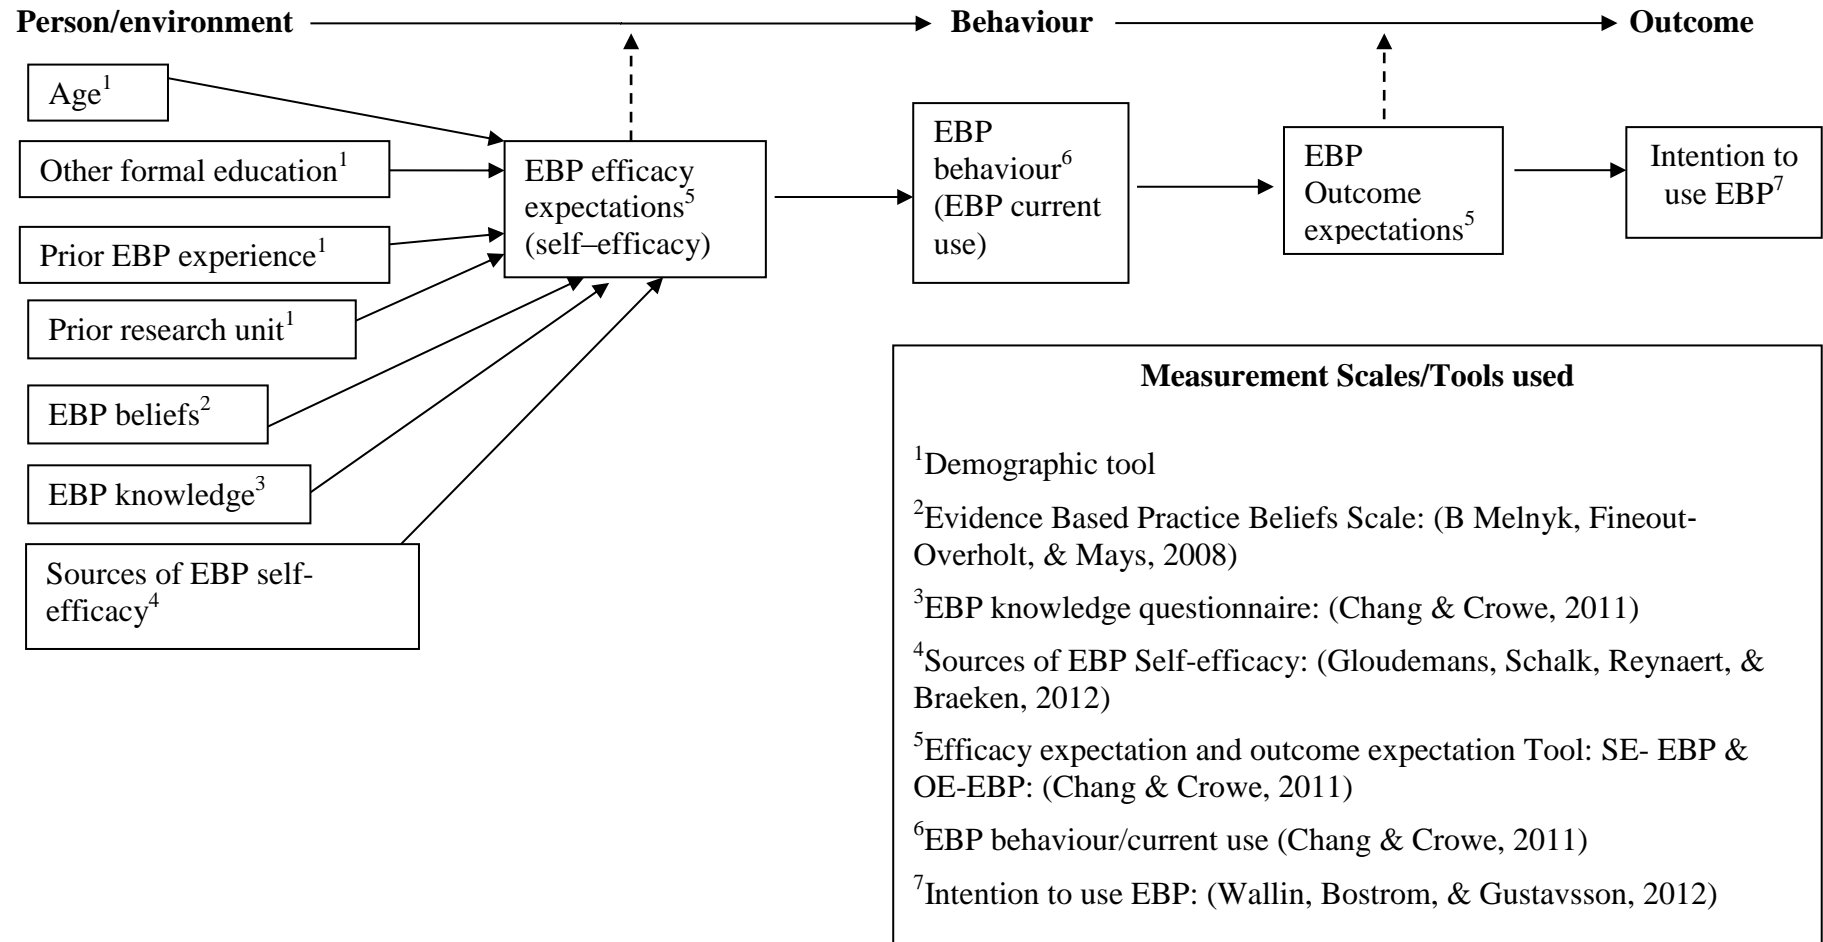 Person/environment
Behaviour
Outcome
Age¹
Other formal education¹
Prior EBP experience¹
Prior research unit¹
EBP beliefs²
EBP knowledge³
Sources of EBP self-
efficacy⁴
EBP efficacy
expectations⁵
(self–efficacy)
EBP
behaviour⁶
(EBP current
use)
EBP
Outcome
expectations⁵
Intention to
use EBP⁷
Measurement Scales/Tools used
¹Demographic tool
²Evidence Based Practice Beliefs Scale: (B Melnyk, Fineout-
Overholt, & Mays, 2008)
³EBP knowledge questionnaire: (Chang & Crowe, 2011)
⁴Sources of EBP Self-efficacy: (Gloudemans, Schalk, Reynaert, &
Braeken, 2012)
⁵Efficacy expectation and outcome expectation Tool: SE- EBP &
OE-EBP: (Chang & Crowe, 2011)
⁶EBP behaviour/current use (Chang & Crowe, 2011)
⁷Intention to use EBP: (Wallin, Bostrom, & Gustavsson, 2012)